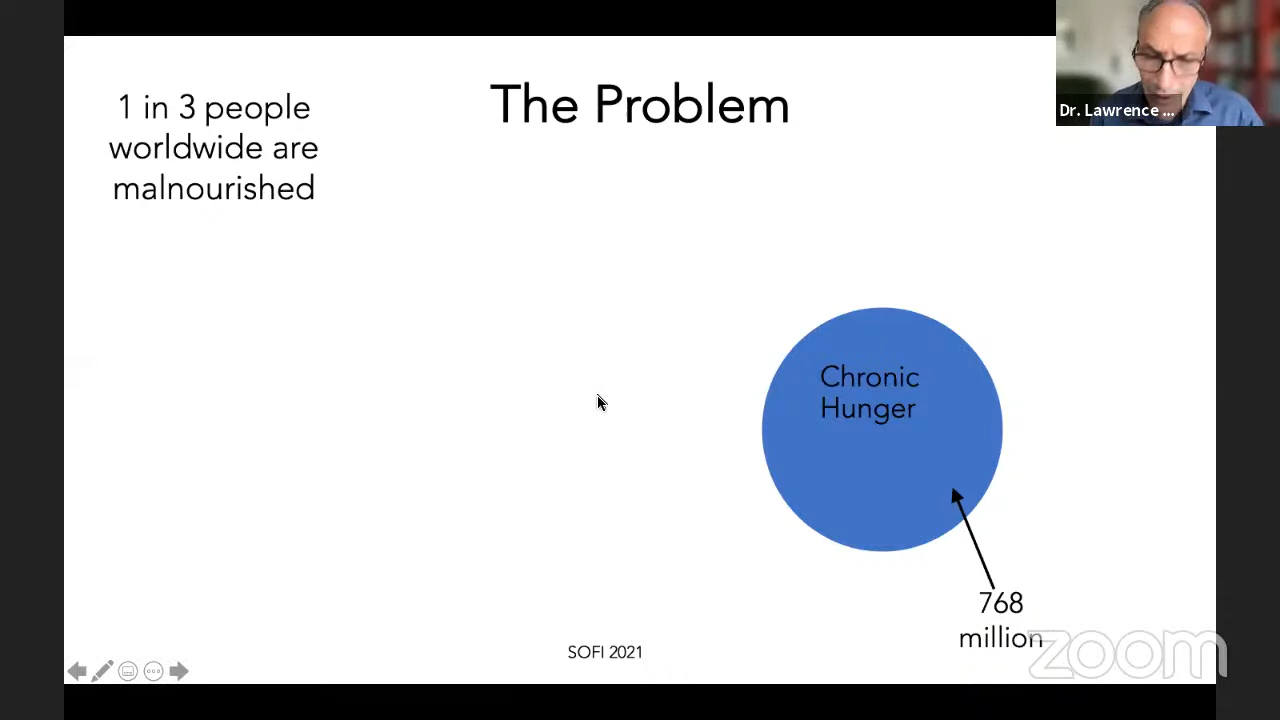 The Problem
1 in 3 people
worldwide are
malnourished
Dr. Lawrence ...
Chronic
Hunger
768
million
SOFI 2021
zoom